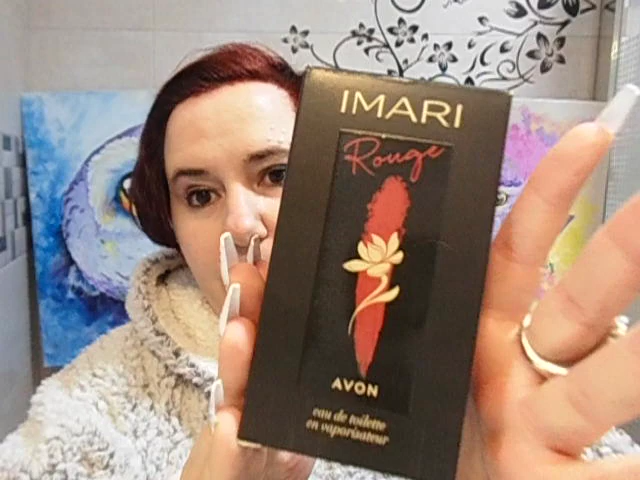 IMARI
Rouge
AVON
eau de toilette
en vaporisateur